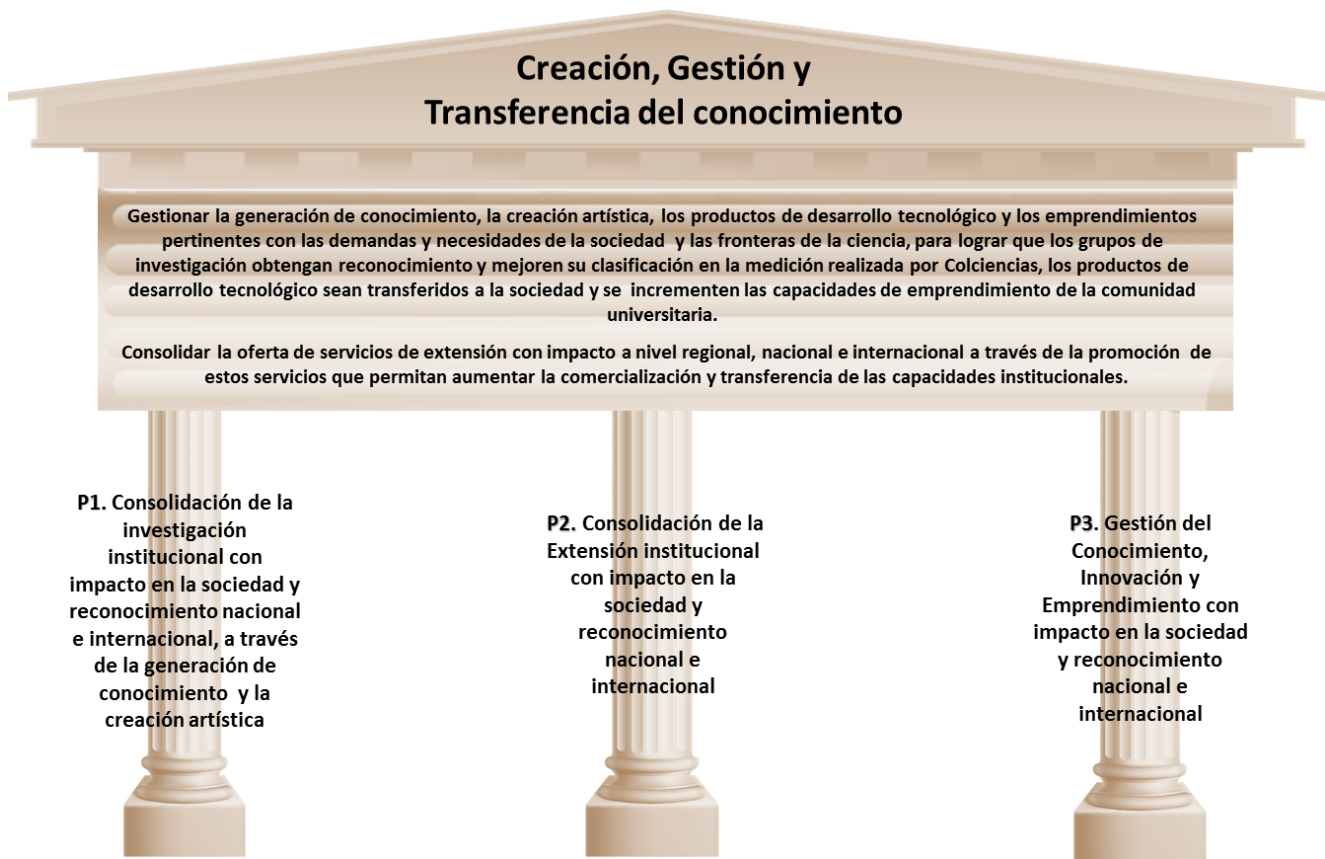 Creación, Gestión y
Transferencia del conocimiento
Gestionar la generación de conocimiento, la creación artística, los productos de desarrollo tecnológico y los emprendimientos
pertinentes con las demandas y necesidades de la sociedad y las fronteras de la ciencia, para lograr que los grupos de
investigación obtengan reconocimiento y mejoren su clasificación en la medición realizada por Colciencias, los productos de
desarrollo tecnológico sean transferidos a la sociedad y se incrementen las capacidades de emprendimiento de la comunidad
universitaria.
Consolidar la oferta de servicios de extensión con impacto a nivel regional, nacional e internacional a través de la promoción de
estos servicios que permitan aumentar la comercialización y transferencia de las capacidades institucionales.
P1. Consolidación de la
investigación
institucional con
impacto en la sociedad y
reconocimiento nacional
e internacional, a través
de la generación de
conocimiento y la
creación artística
P2. Consolidación de la
Extensión institucional
con impacto en la
sociedad y
reconocimiento
nacional e
internacional
P3. Gestión del
Conocimiento,
Innovación y
Emprendimiento con
impacto en la sociedad
y reconocimiento
nacional e
internacional